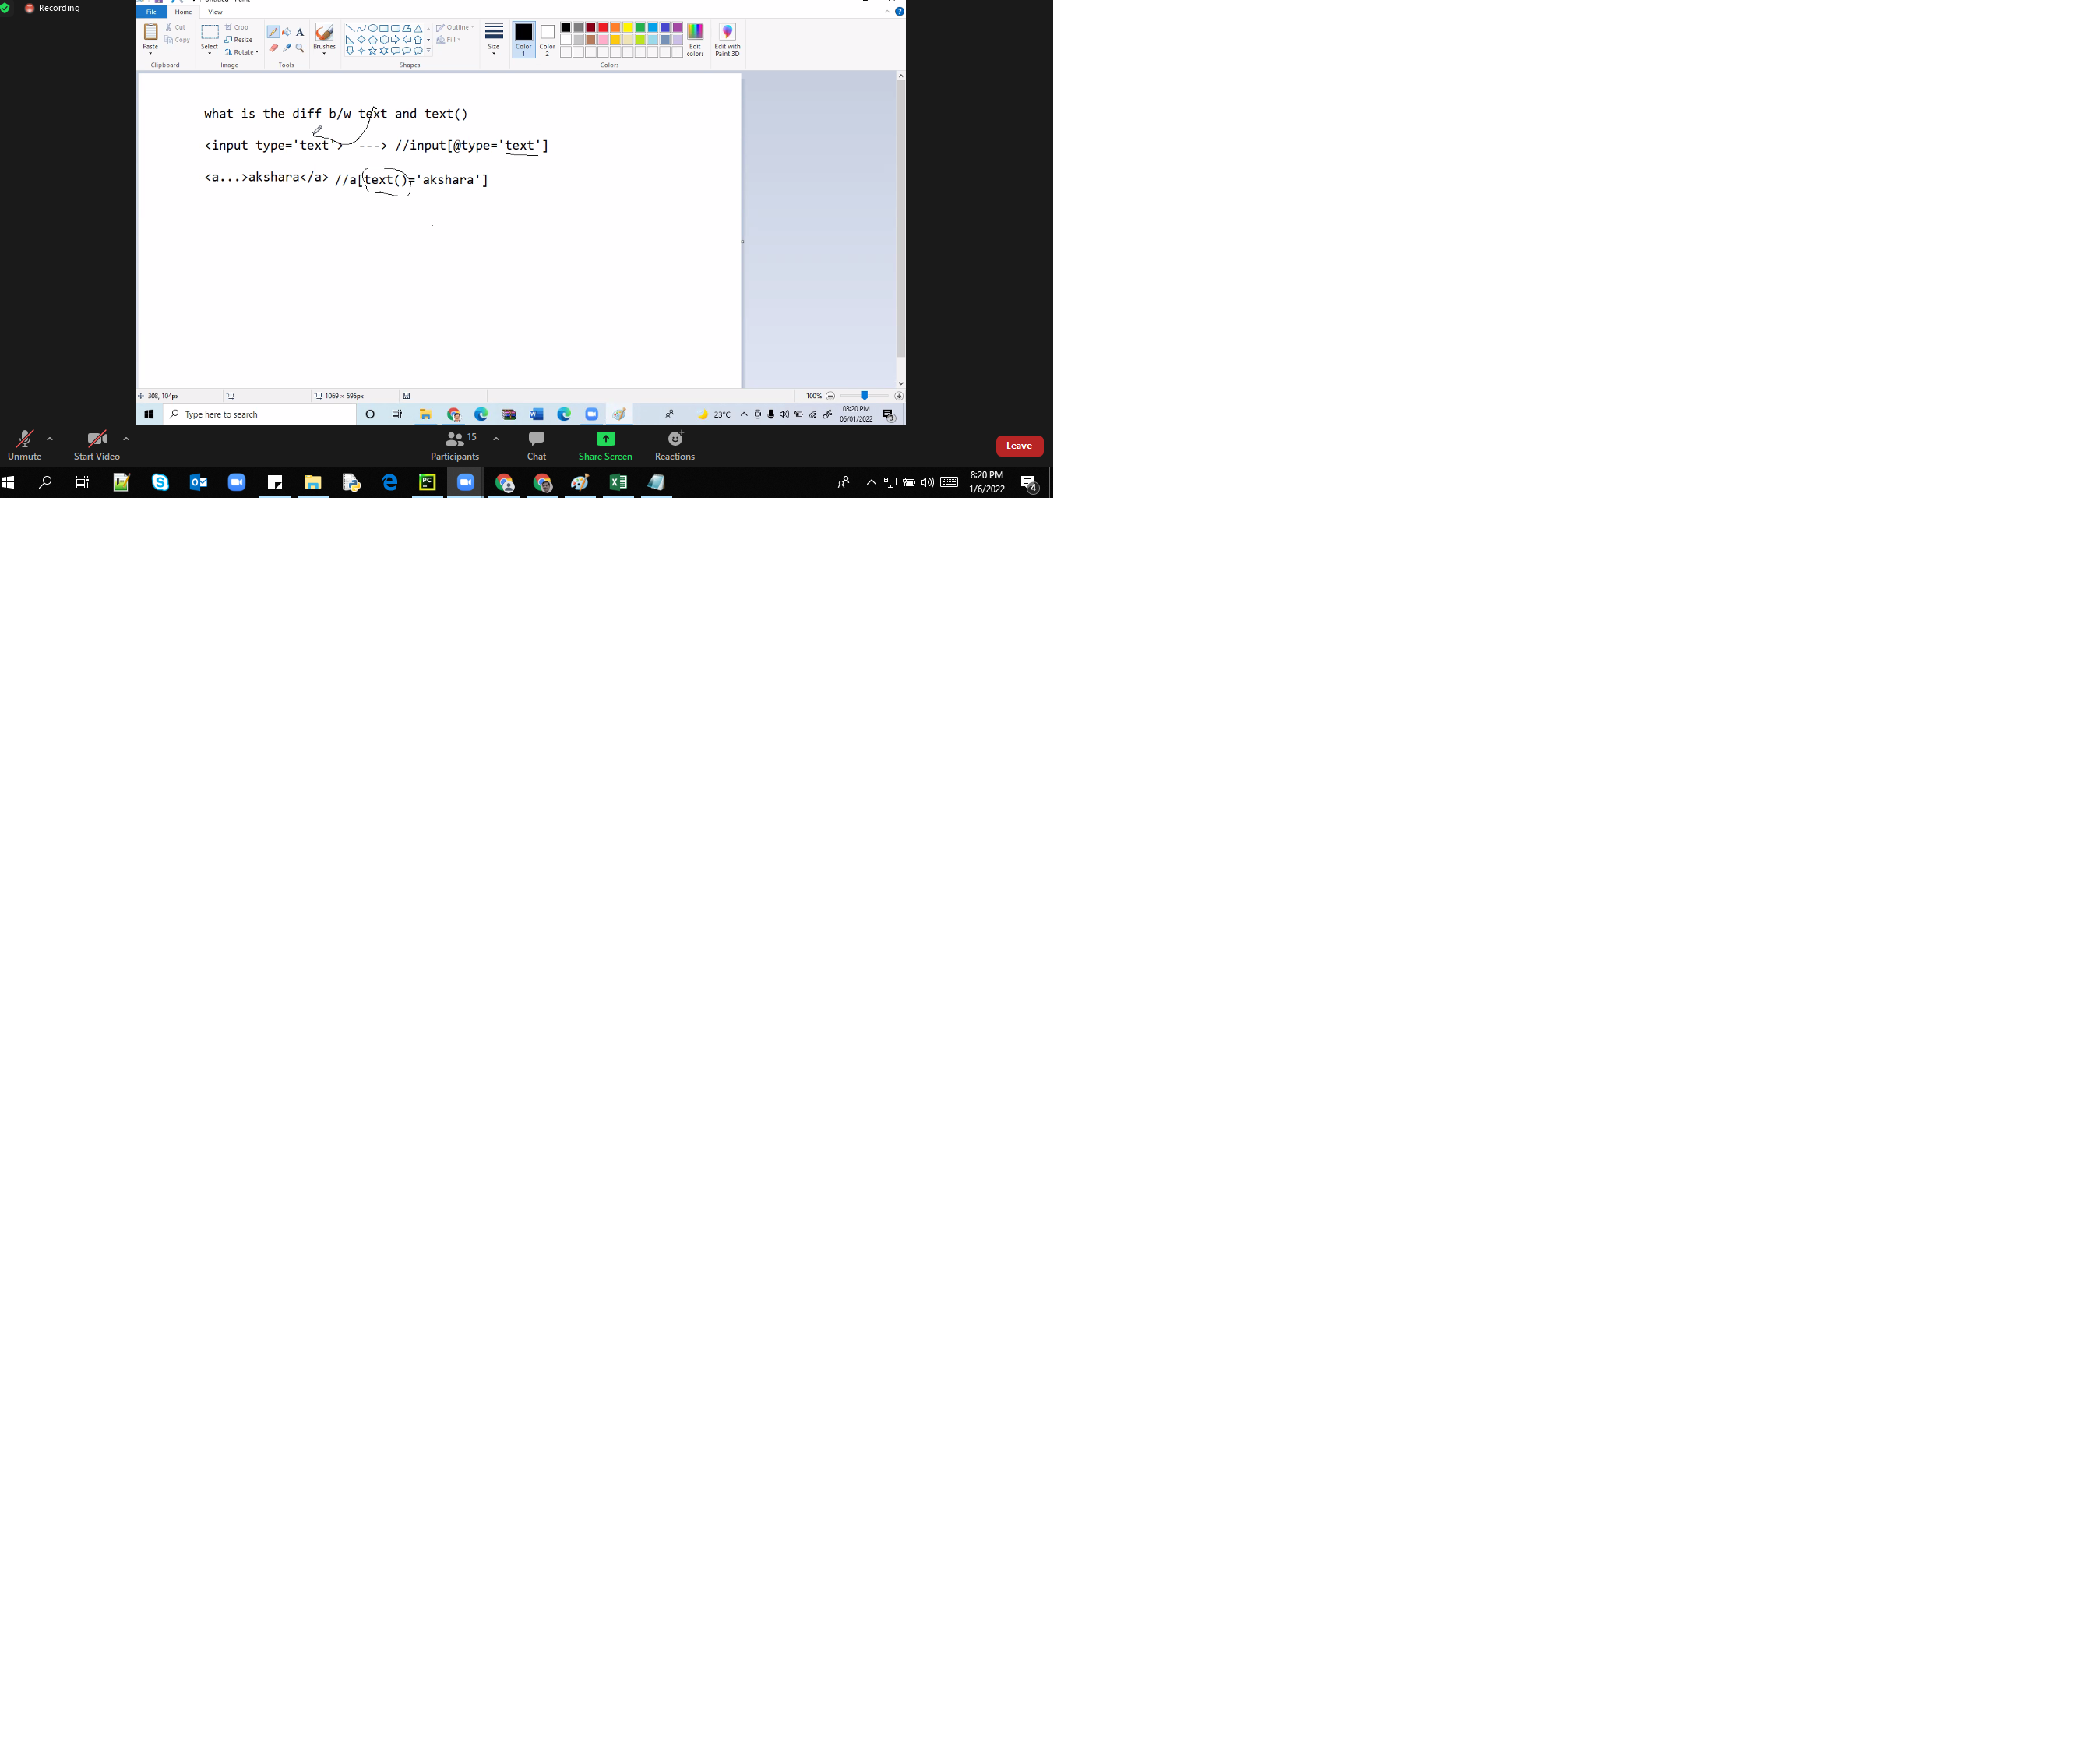 Recording
File Home View
Paste Cut Copy Select Crop Resize Rotate Brushes Outline Fill Size Color 1 Color 2 Edit colors Edit with Paint 3D
Clipboard Image Tools Shapes Colors
what is the diff b/w text and text()
<input type='text'> ---> //input[@type='text']
<a...>akshara</a> //a[text()='akshara']
308, 104px 1069 × 595px 100%
Type here to search 23°C 08:20 PM
06/01/2022
15
Unmute Start Video Participants Chat Share Screen Reactions Leave
8:20 PM
1/6/2022 4